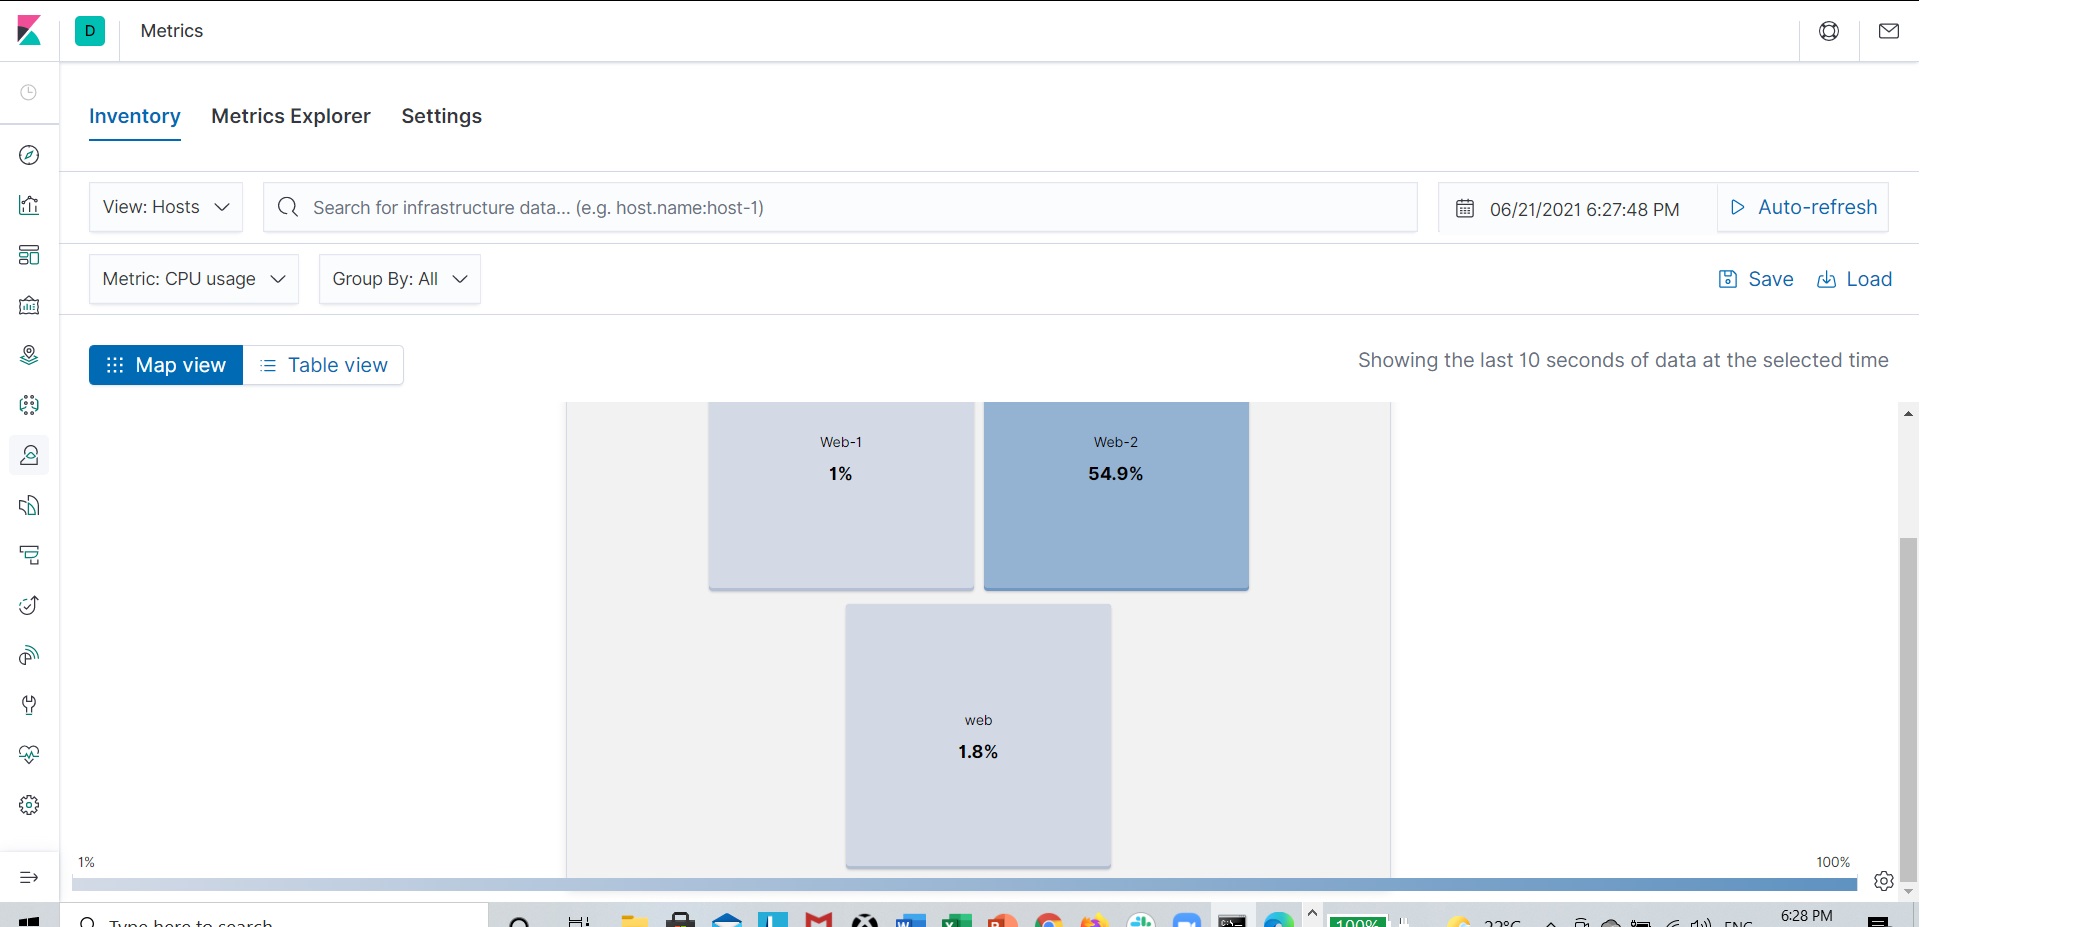 D Metrics
Inventory Metrics Explorer Settings
View: Hosts Search for infrastructure data... (e.g. host.name:host-1) 06/21/2021 6:27:48 PM Auto-refresh
Metric: CPU usage Group By: All Save Load
Map view Table view Showing the last 10 seconds of data at the selected time
Web-1 Web-2
1% 54.9%
web
1.8%
1% 100%
Type here to search 100% 22°C ENG 6:28 PM